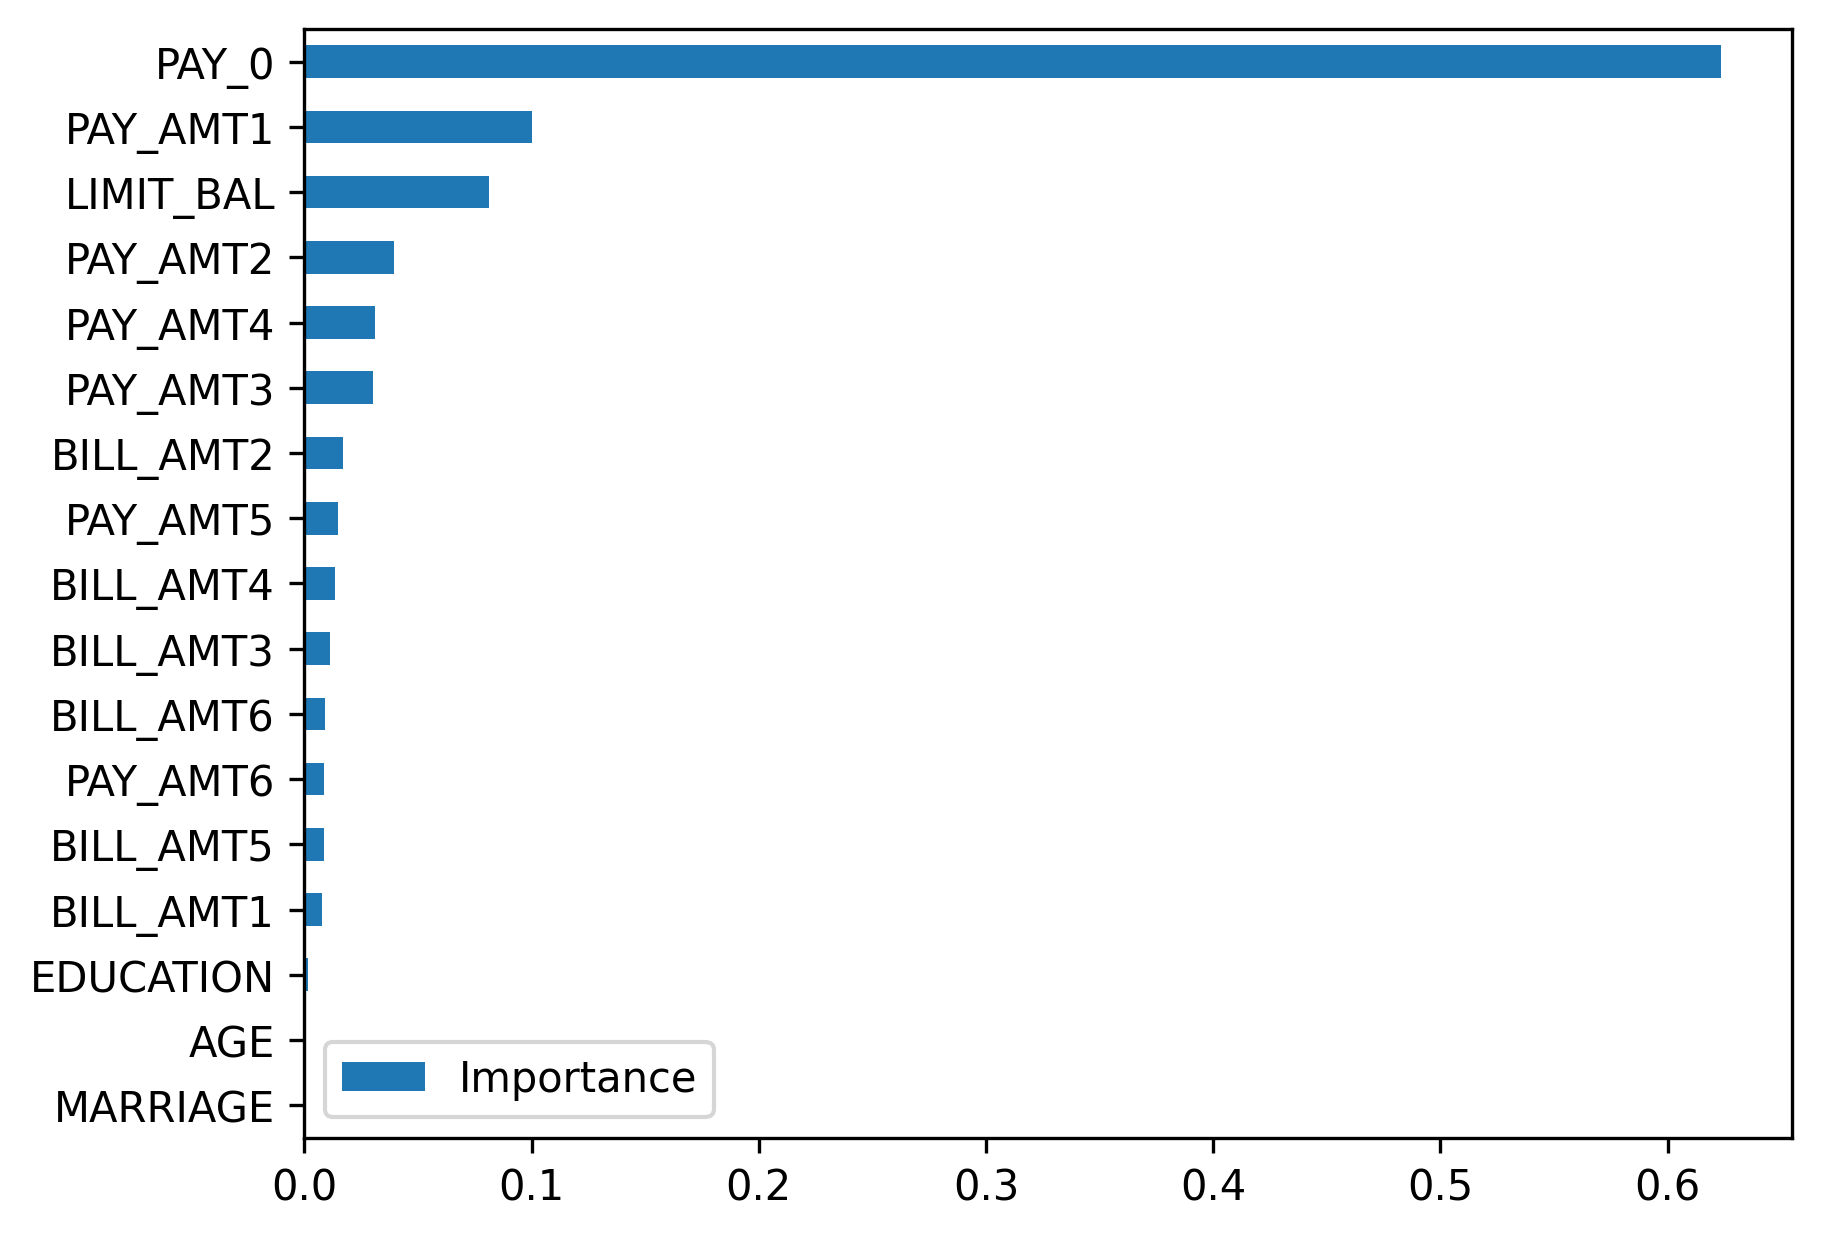 PAY_0
PAY_AMT1
LIMIT_BAL
PAY_AMT2
PAY_AMT4
PAY_AMT3
BILL_AMT2
PAY_AMT5
BILL_AMT4
BILL_AMT3
BILL_AMT6
PAY_AMT6
BILL_AMT5
BILL_AMT1
EDUCATION
AGE
MARRIAGE
Importance
0.0 0.1 0.2 0.3 0.4 0.5 0.6